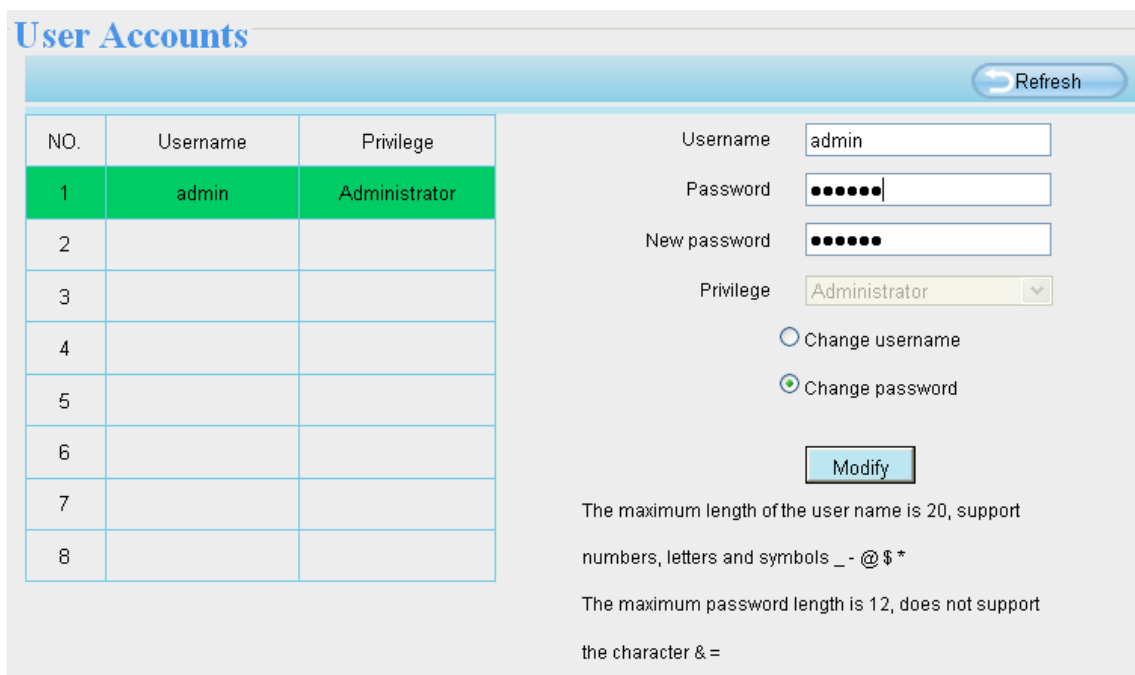 User Accounts
Refresh
NO. Username Privilege
1 admin Administrator
2
3
4
5
6
7
8
Username admin
Password ●●●●●●
New password ●●●●●●
Privilege Administrator
Change username
Change password
Modify
The maximum length of the user name is 20, support
numbers, letters and symbols _ - @ $ *
The maximum password length is 12, does not support
the character & =